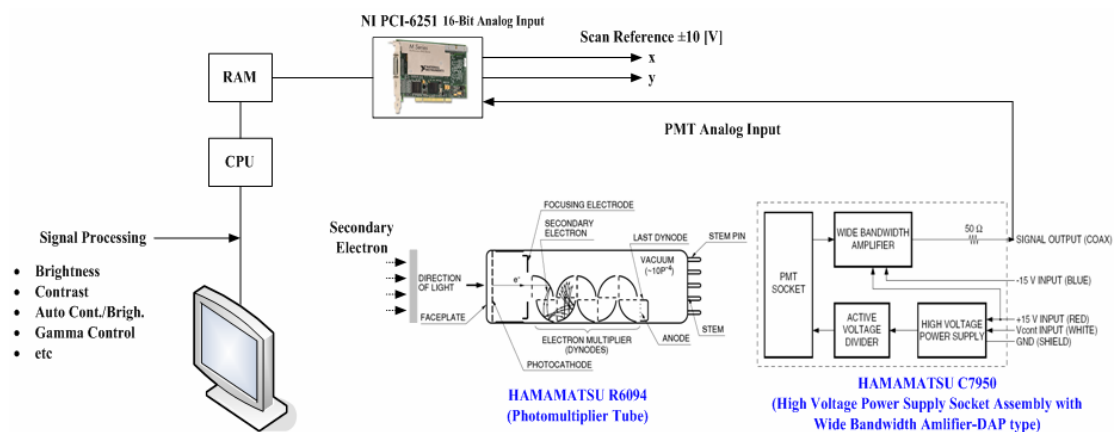 NI PCI-6251 16-Bit Analog Input
Scan Reference ±10 [V]
x
y
RAM
PMT Analog Input
CPU
Signal Processing
• Brightness
• Contrast
• Auto Cont./Brigh.
• Gamma Control
• etc
Secondary
Electron
FOCUSING ELECTRODE
SECONDARY
ELECTRON
LAST DYNODE
STEM PIN
VACUUM
(~10P⁻⁴)
DIRECTION
OF LIGHT
e-
FACEPLATE
STEM
ELECTRON MULTIPLIER
(DYNODES)
ANODE
PHOTOCATHODE
HAMAMATSU R6094
(Photomultiplier Tube)
PMT
SOCKET
WIDE BANDWIDTH
AMPLIFIER
50 Ω
SIGNAL OUTPUT (COAX)
-15 V INPUT (BLUE)
ACTIVE
VOLTAGE
DIVIDER
HIGH VOLTAGE
POWER SUPPLY
+15 V INPUT (RED)
Vcont INPUT (WHITE)
GND (SHIELD)
HAMAMATSU C7950
(High Voltage Power Supply Socket Assembly with
Wide Bandwidth Amlifier-DAP type)